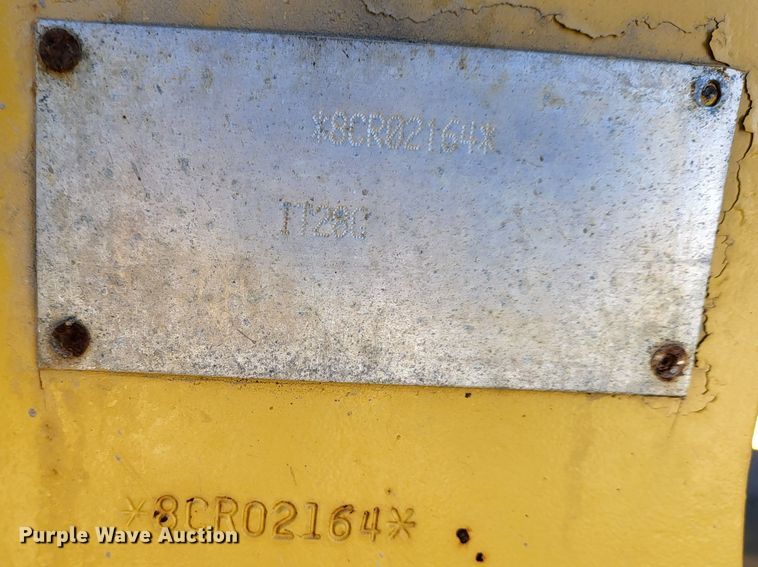 *8CR02164*
IT28G
*8CR02164*
Purple Wave Auction